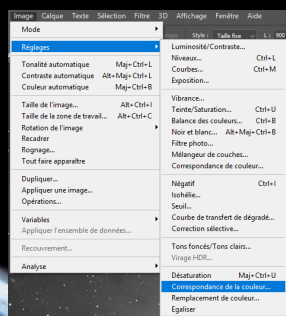 Image Calque Texte Sélection Filtre 3D Affichage Fenêtre Aide
Mode
Style : Taille fixe L : 900
Réglages
Luminosité/Contraste...
Niveaux... Ctrl+L
Courbes... Ctrl+M
Exposition...
Tonalité automatique Maj+Ctrl+L
Contraste automatique Alt+Maj+Ctrl+L
Couleur automatique Maj+Ctrl+B
Vibrance...
Teinte/Saturation... Ctrl+U
Balance des couleurs... Ctrl+B
Noir et blanc... Alt+Maj+Ctrl+B
Filtre photo...
Mélangeur de couches...
Correspondance de couleur...
Taille de l'image... Alt+Ctrl+I
Taille de la zone de travail... Alt+Ctrl+C
Rotation de l'image
Recadrer
Rognage...
Tout faire apparaître
Négatif Ctrl+I
Isohélie...
Seuil...
Courbe de transfert de dégradé...
Correction sélective...
Dupliquer...
Appliquer une image...
Opérations...
Variables
Appliquer l'ensemble de données...
Tons foncés/Tons clairs...
Virage HDR...
Recouvrement...
Analyse
Désaturation Maj+Ctrl+U
Correspondance de la couleur...
Remplacement de couleur...
Egaliser